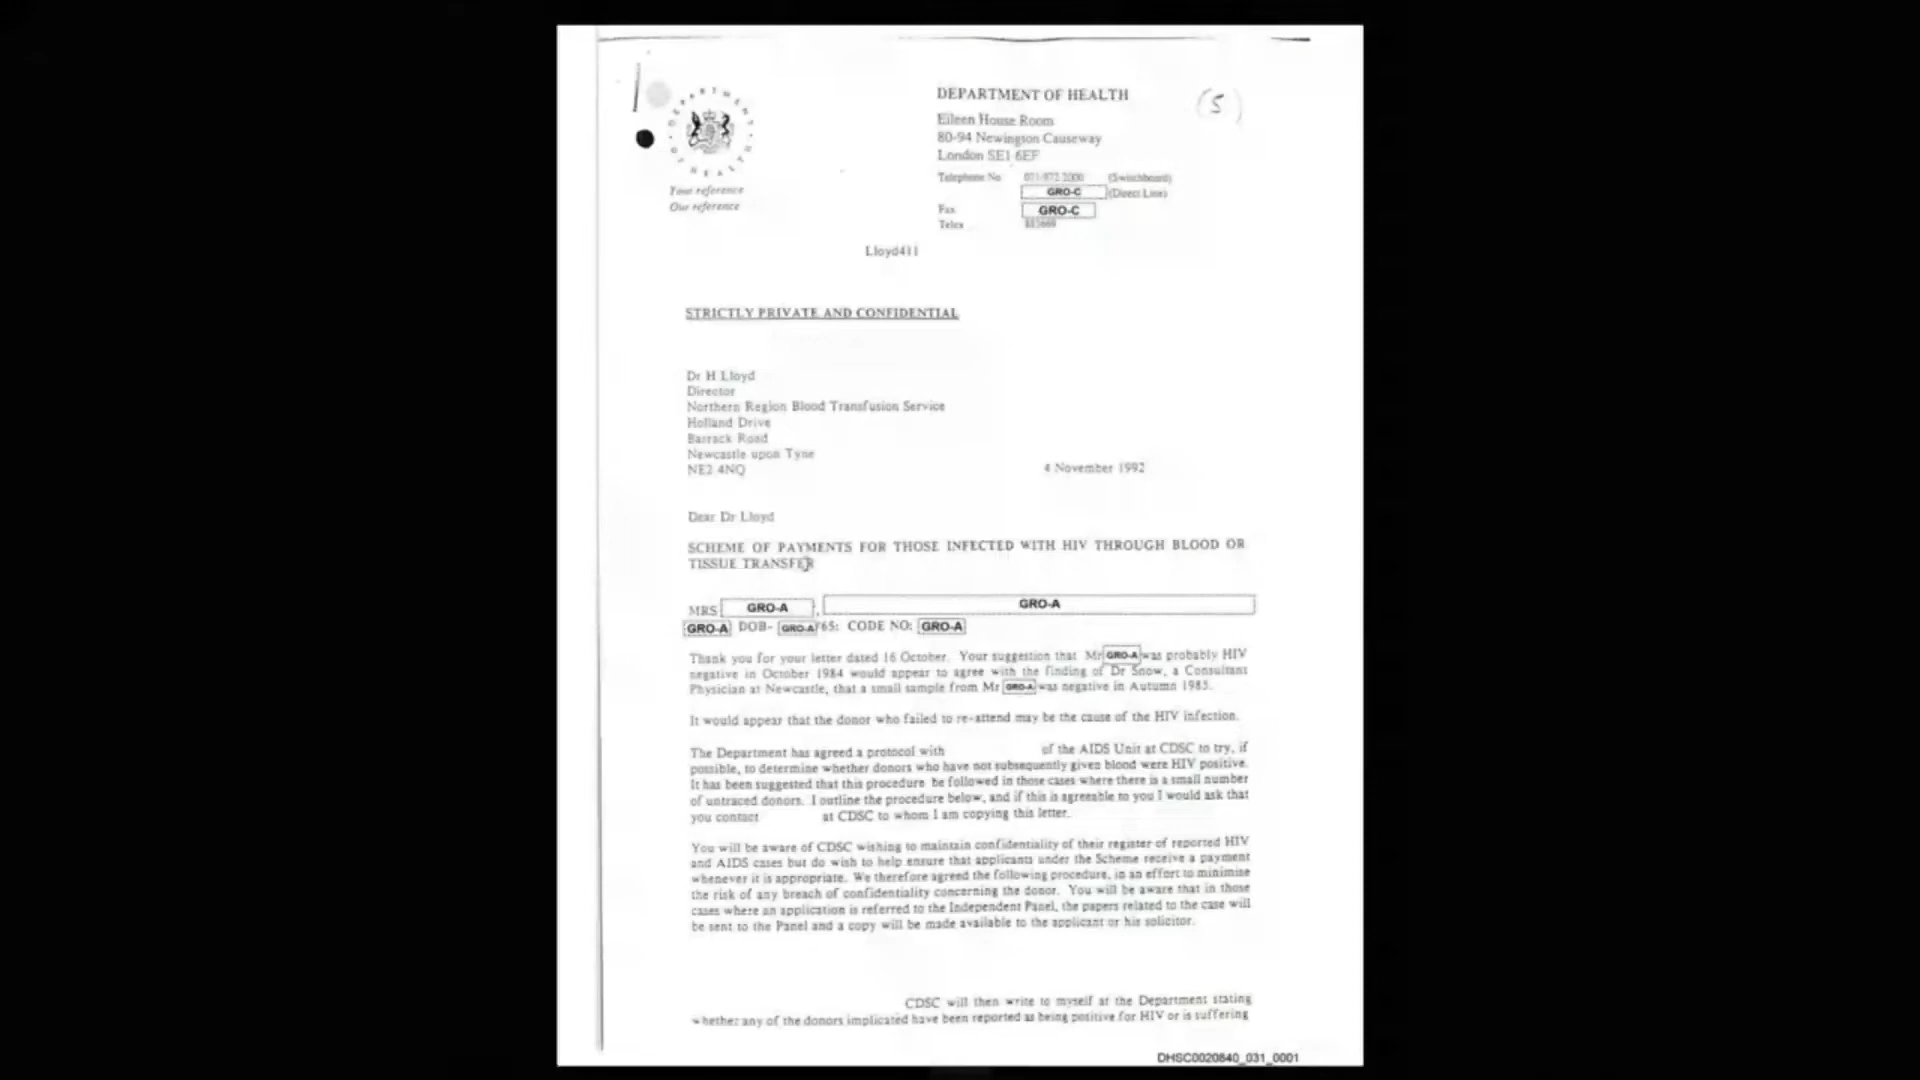 DEPARTMENT OF HEALTH
DEPARTMENT OF HEALTH
(5)
Eileen House Room
80-94 Newington Causeway
London SE1 6EF
Telephone No 071-972 2000 (Switchboard)
GRO-C (Direct Line)
Fax GRO-C
Telex 883669
Your reference
Our reference
Lloyd411
STRICTLY PRIVATE AND CONFIDENTIAL
Dr H Lloyd
Director
Northern Region Blood Transfusion Service
Holland Drive
Barrack Road
Newcastle upon Tyne
NE2 4NQ
4 November 1992
Dear Dr Lloyd
SCHEME OF PAYMENTS FOR THOSE INFECTED WITH HIV THROUGH BLOOD OR
TISSUE TRANSFER
MRS GRO-A, GRO-A
GRO-A DOB- GRO-A 65: CODE NO: GRO-A
Thank you for your letter dated 16 October. Your suggestion that Mr GRO-A was probably HIV
negative in October 1984 would appear to agree with the finding of Dr Snow, a Consultant
Physician at Newcastle, that a small sample from Mr GRO-A was negative in Autumn 1985.
It would appear that the donor who failed to re-attend may be the cause of the HIV infection.
The Department has agreed a protocol with of the AIDS Unit at CDSC to try, if
possible, to determine whether donors who have not subsequently given blood were HIV positive.
It has been suggested that this procedure be followed in those cases where there is a small number
of untraced donors. I outline the procedure below, and if this is agreeable to you I would ask that
you contact at CDSC to whom I am copying this letter.
You will be aware of CDSC wishing to maintain confidentiality of their register of reported HIV
and AIDS cases but do wish to help ensure that applicants under the Scheme receive a payment
whenever it is appropriate. We therefore agreed the following procedure, in an effort to minimise
the risk of any breach of confidentiality concerning the donor. You will be aware that in those
cases where an application is referred to the Independent Panel, the papers related to the case will
be sent to the Panel and a copy will be made available to the applicant or his solicitor.
CDSC will then write to myself at the Department stating
whether any of the donors implicated have been reported as being positive for HIV or is suffering
DHSC0020840_031_0001